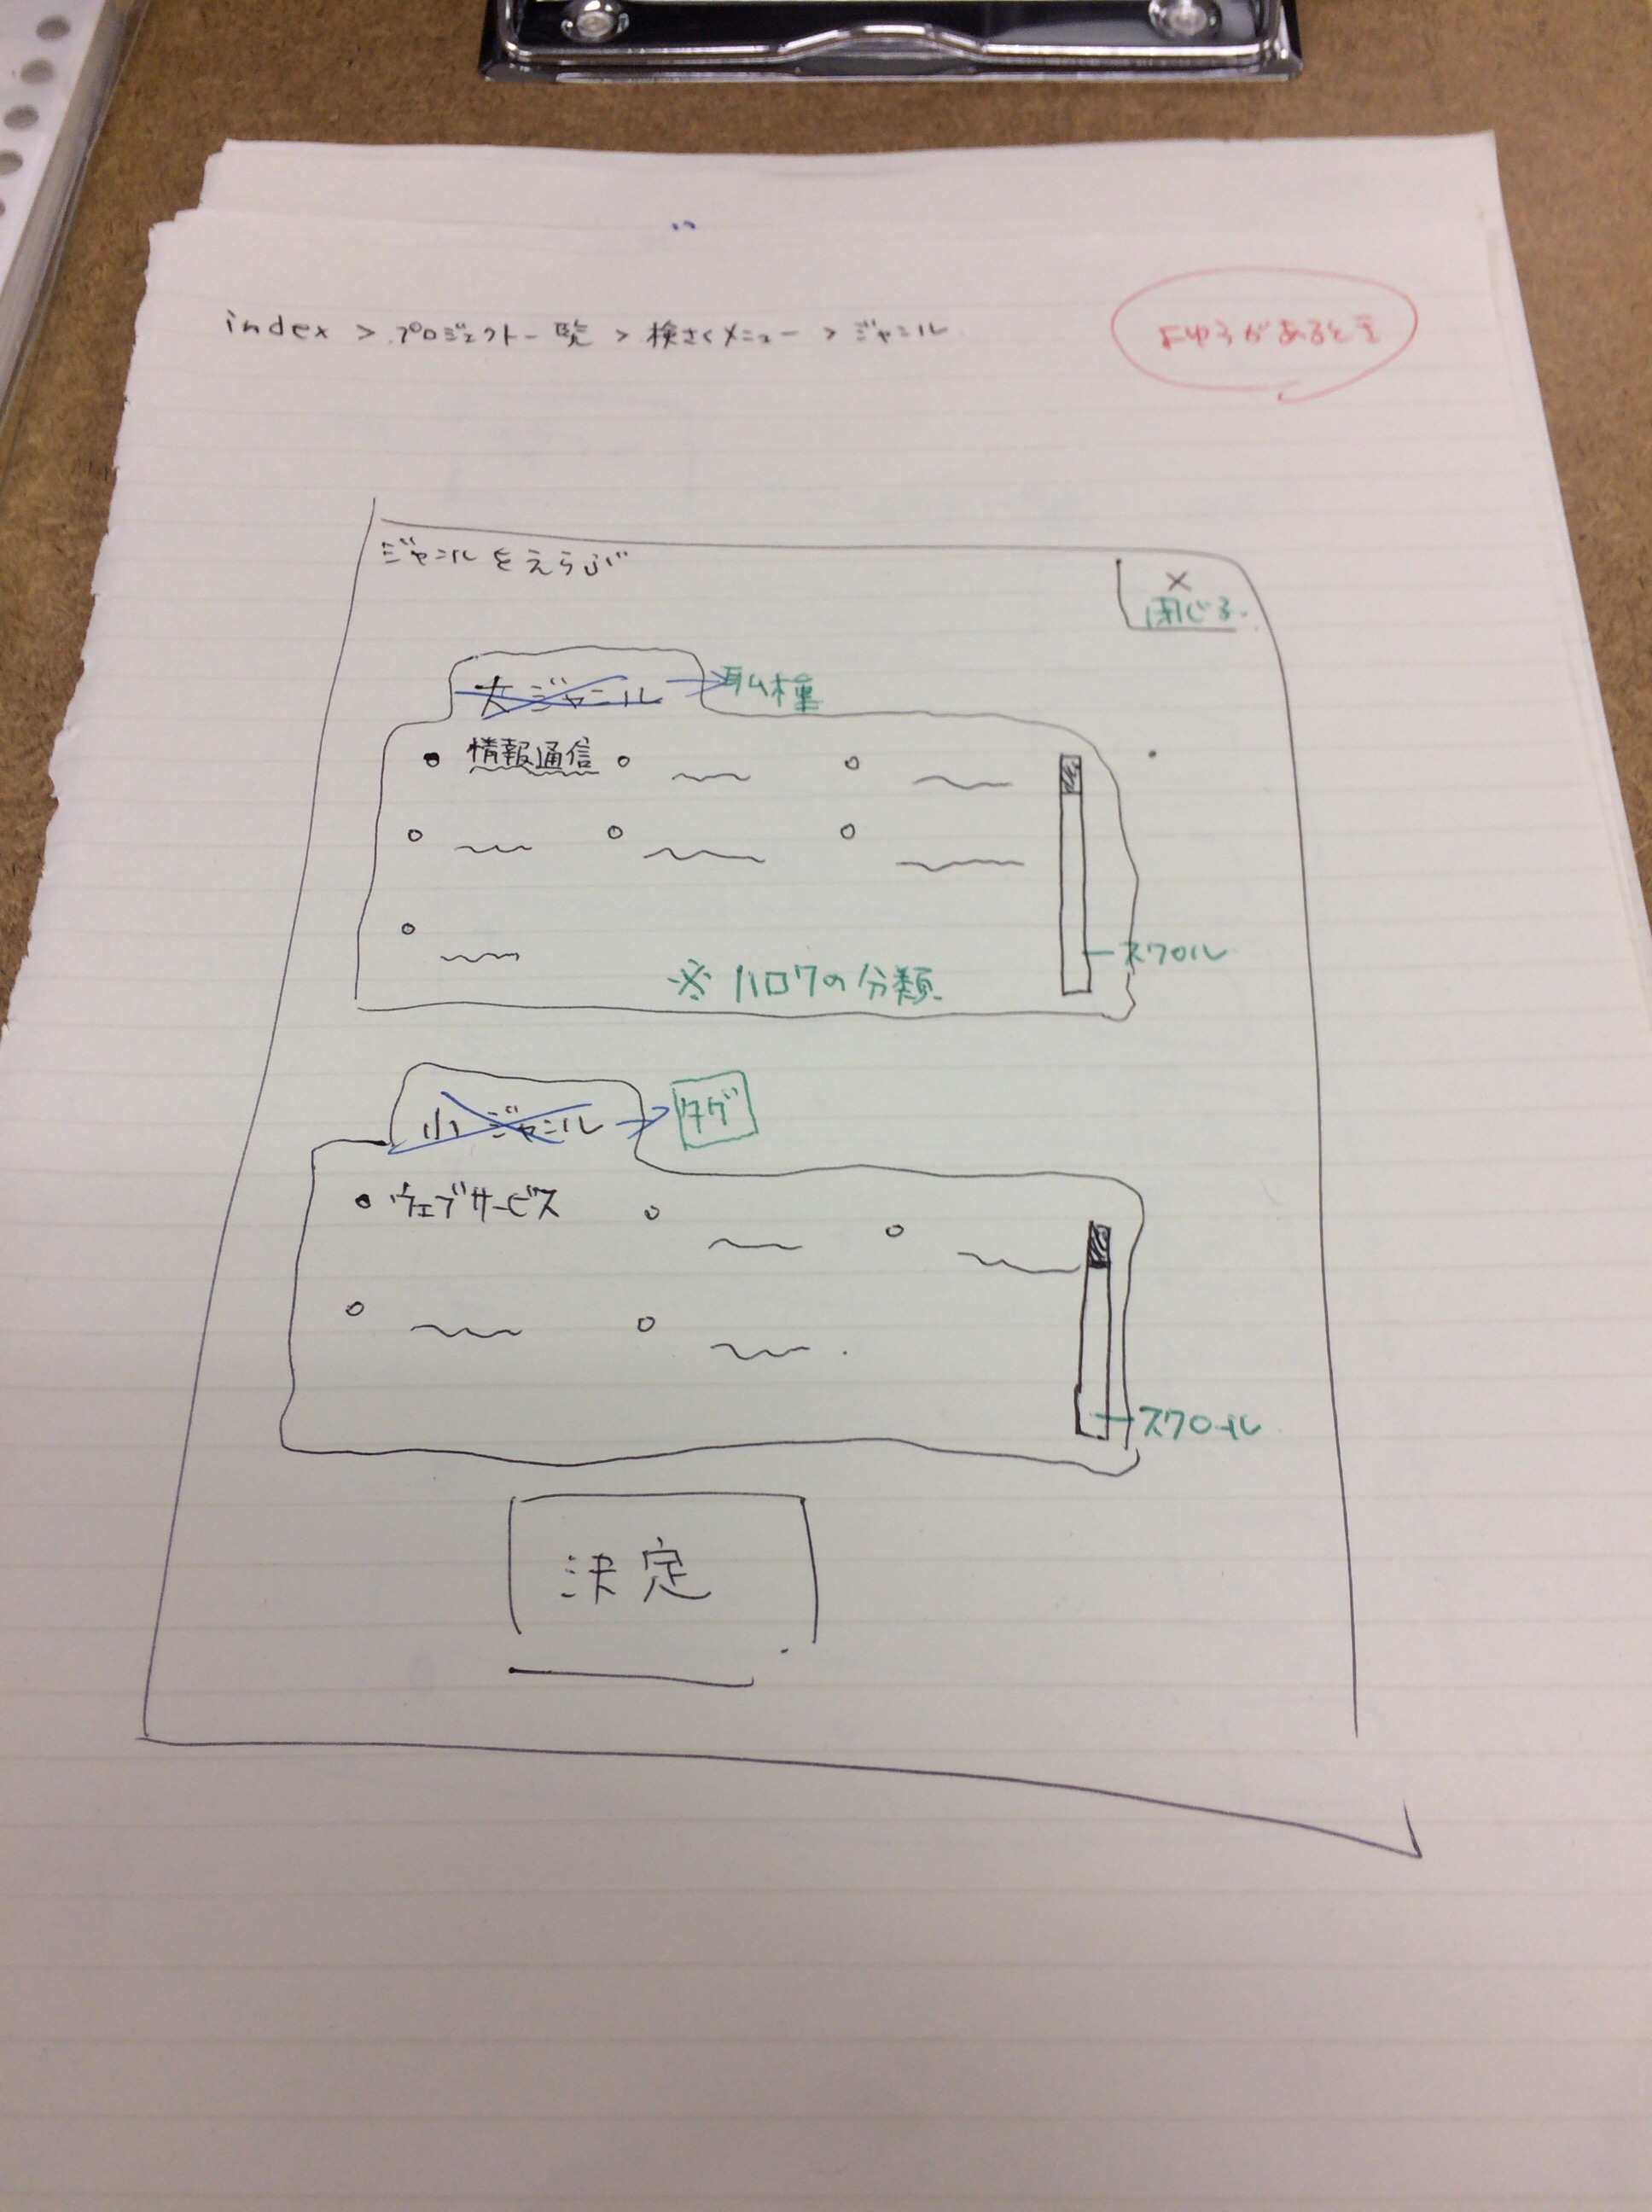 index > プロジェクト一覧 > 検さくメニュー > ジャンル
よゆうがあるとき
ジャンルをえらぶ
×
閉じる
大ジャンル → 職種
情報通信
スクロール
※ハロワの分類
小ジャンル → タグ
ウェブサービス
スクロール
決定